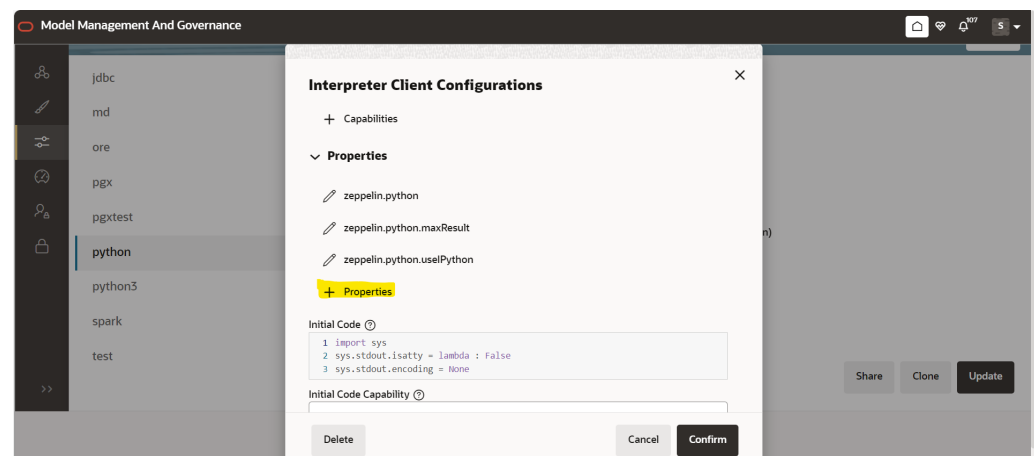 Model Management And Governance
107
S
jdbc
md
ore
pgx
pgxtest
python
python3
spark
test
>>
Interpreter Client Configurations
+ Capabilities
Properties
zeppelin.python
zeppelin.python.maxResult
zeppelin.python.useIPython
+ Properties
n)
Initial Code ?
1 import sys
2 sys.stdout.isatty = lambda : False
3 sys.stdout.encoding = None
Initial Code Capability ?
Delete
Cancel
Confirm
Share
Clone
Update